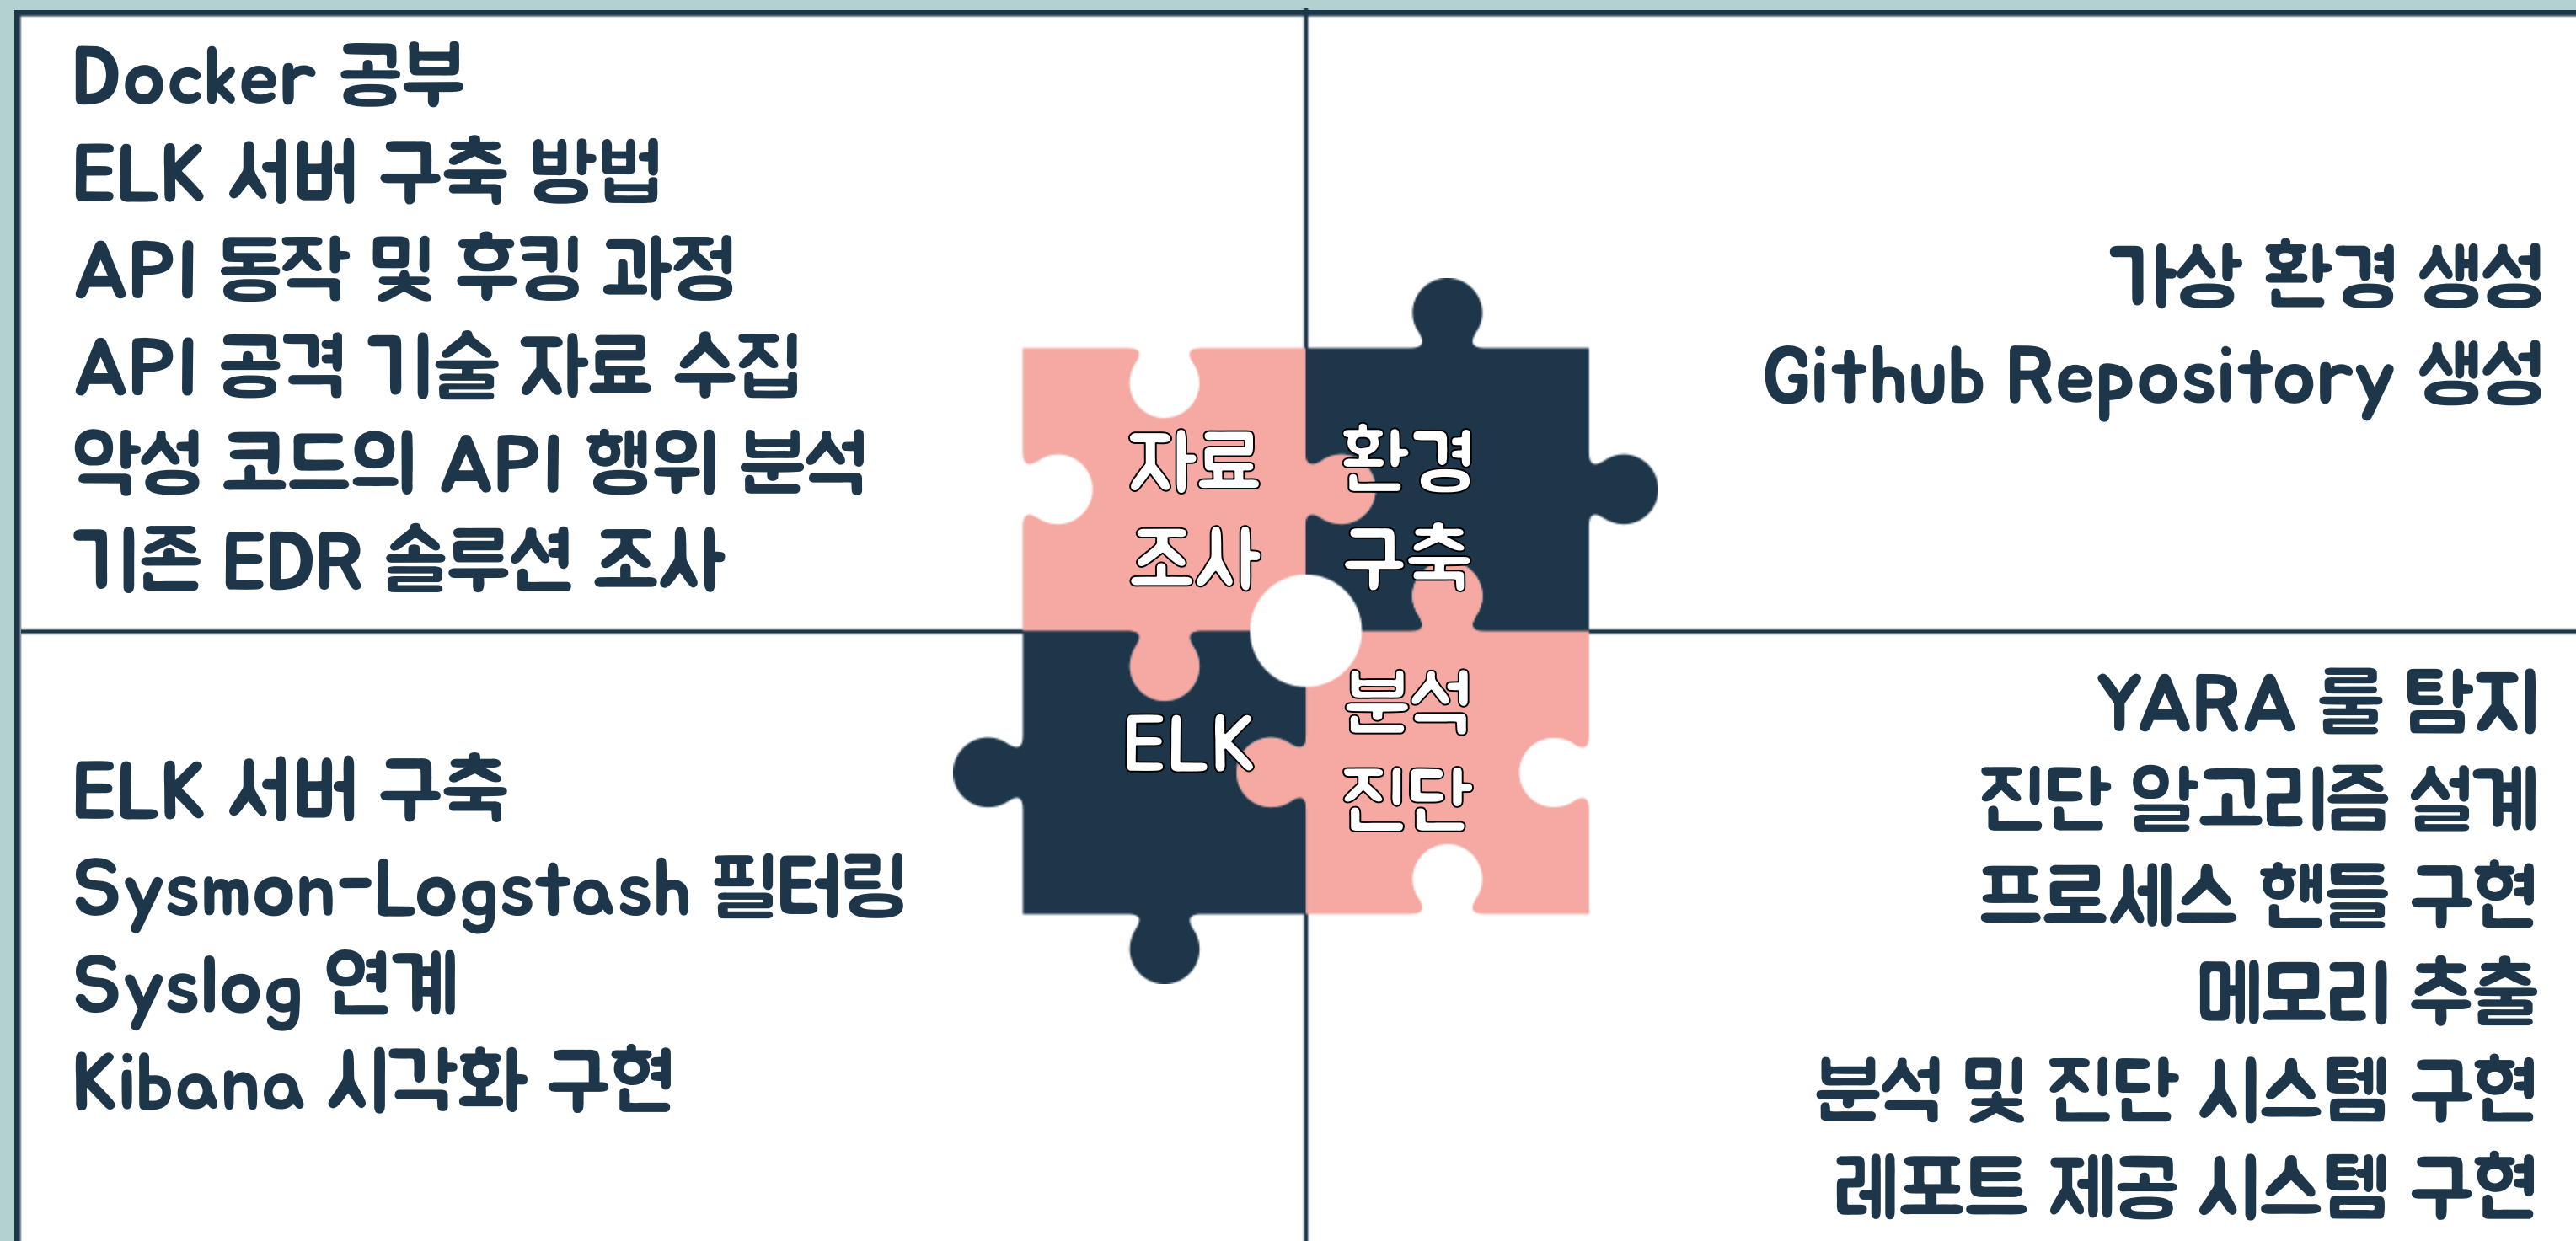 Docker 공부
ELK 서버 구축 방법
API 동작 및 후킹 과정
API 공격 기술 자료 수집
악성 코드의 API 행위 분석
기존 EDR 솔루션 조사
가상 환경 생성
Github Repository 생성
자료
조사
환경
구축
ELK
분석
진단
ELK 서버 구축
Sysmon-Logstash 필터링
Syslog 연계
Kibana 시각화 구현
YARA 룰 탐지
진단 알고리즘 설계
프로세스 핸들 구현
메모리 추출
분석 및 진단 시스템 구현
레포트 제공 시스템 구현